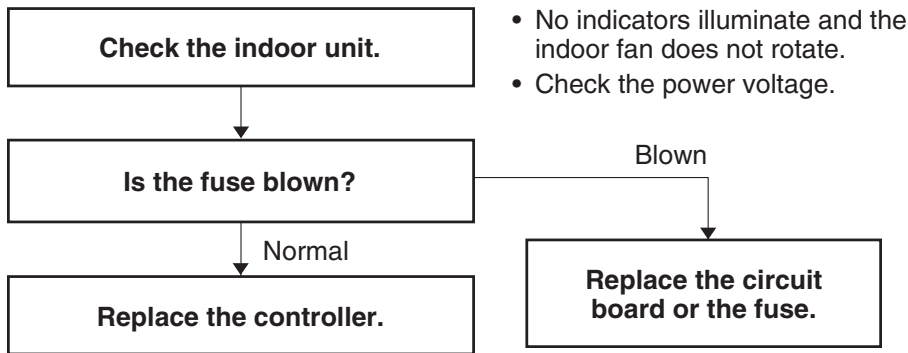 Check the indoor unit.
• No indicators illuminate and the
indoor fan does not rotate.
• Check the power voltage.
Is the fuse blown?
Blown
Normal
Replace the controller.
Replace the circuit
board or the fuse.